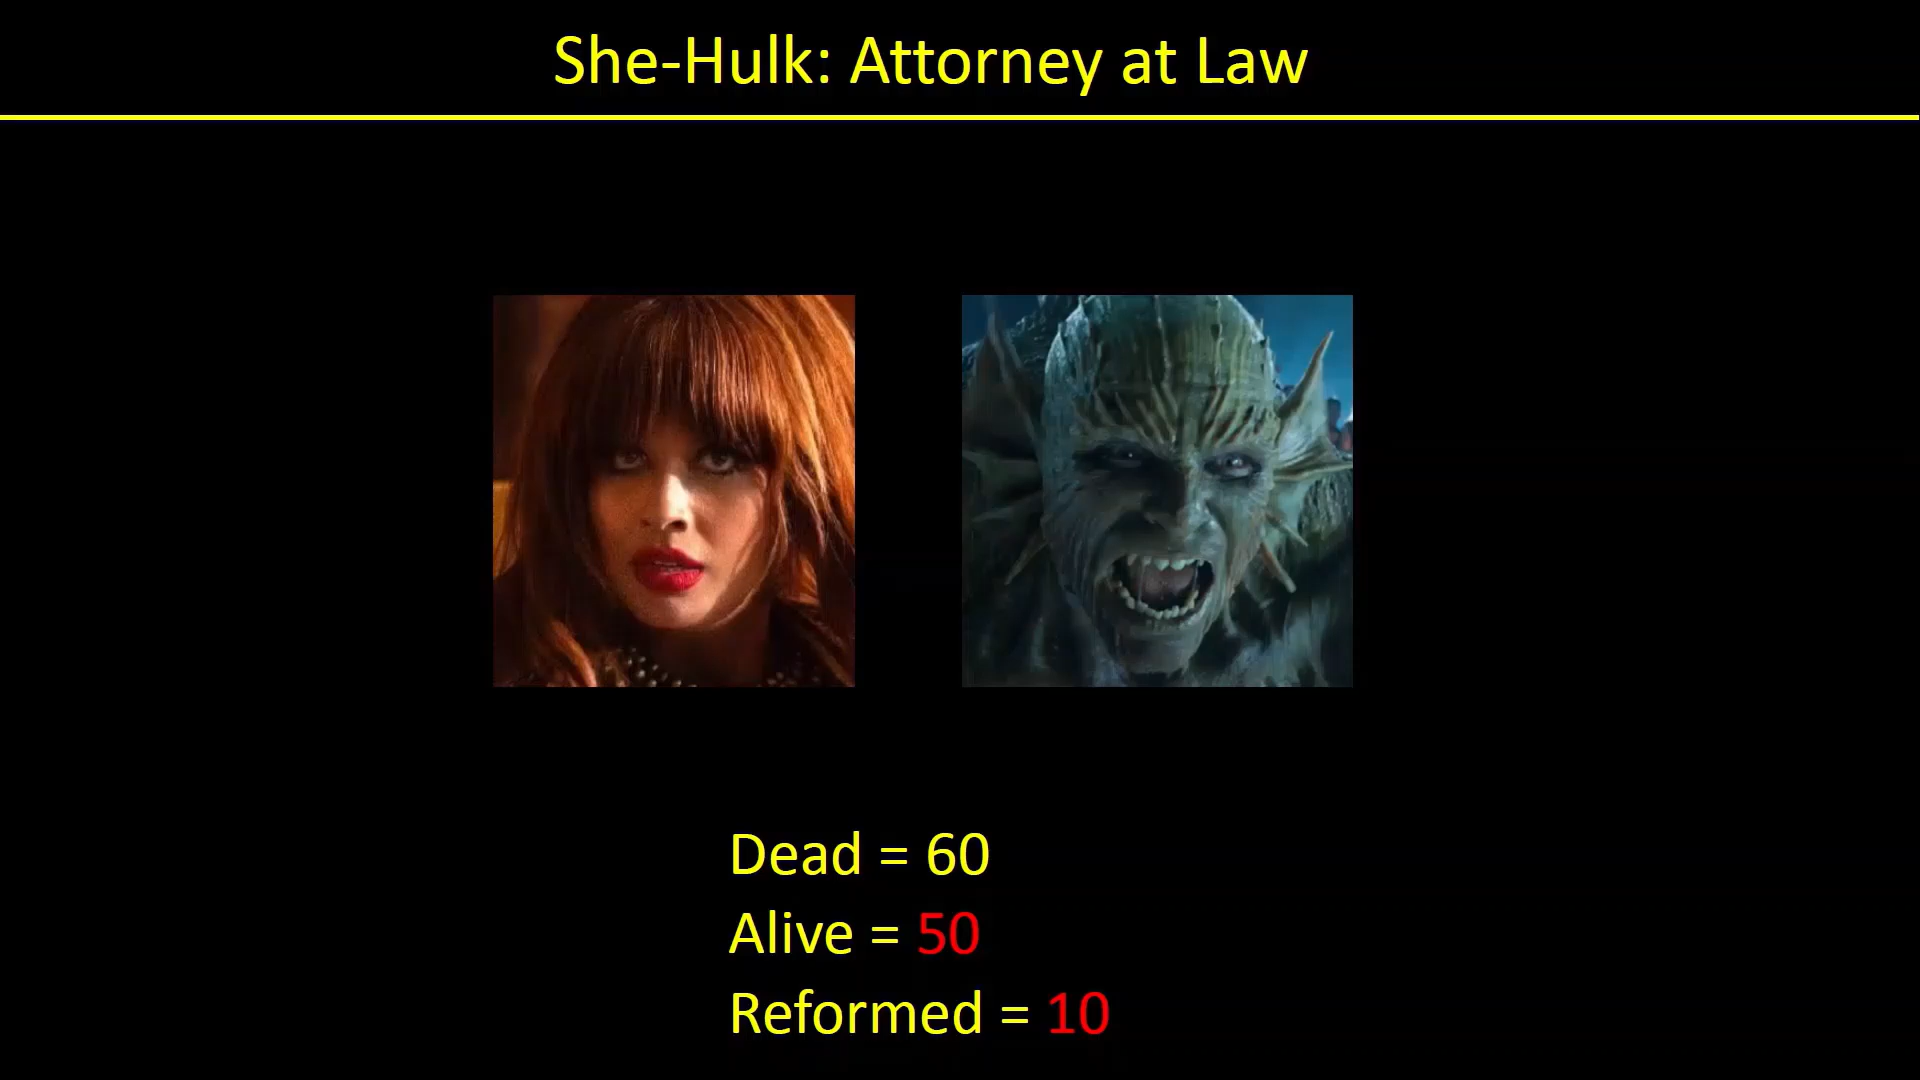 She-Hulk: Attorney at Law
Dead = 60
Alive = 50
Reformed = 10